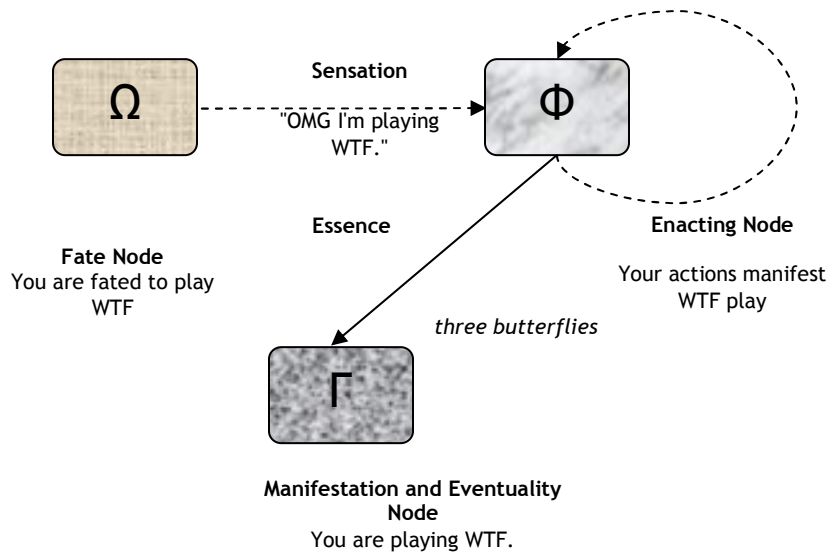 Ω
Sensation
"OMG I'm playing
WTF."
Φ
Fate Node
You are fated to play
WTF
Essence
Enacting Node
Your actions manifest
WTF play
three butterflies
Γ
Manifestation and Eventuality
Node
You are playing WTF.